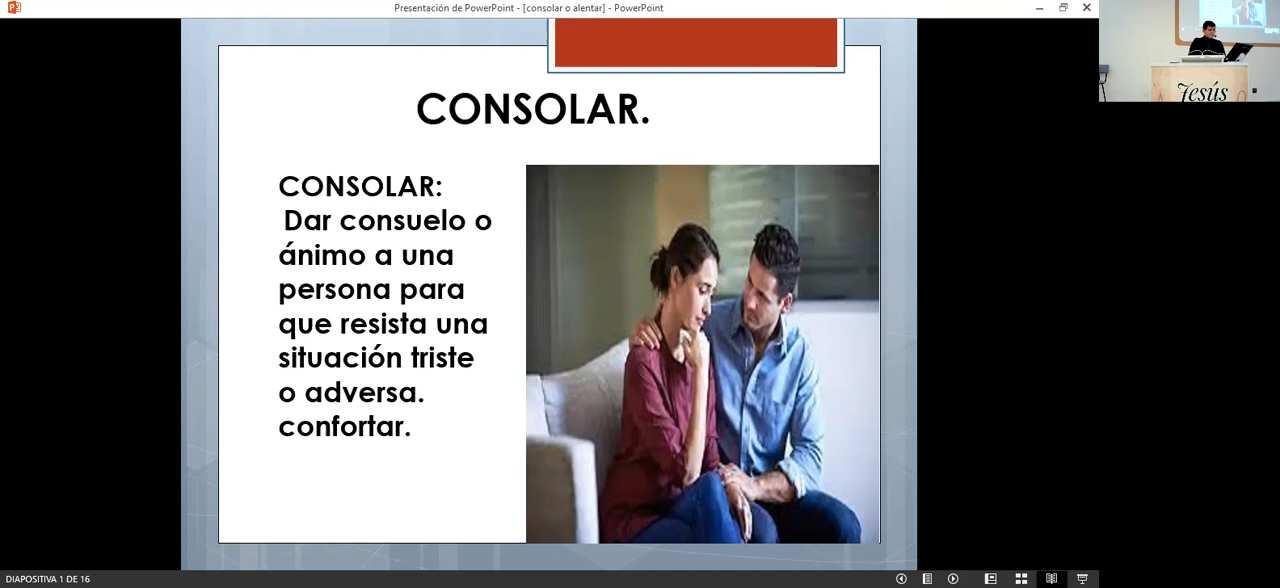 Presentación de PowerPoint - [consolar o alentar] - PowerPoint
Jesús
CONSOLAR.
CONSOLAR:
Dar consuelo o
ánimo a una
persona para
que resista una
situación triste
o adversa.
confortar.
DIAPOSITIVA 1 DE 16